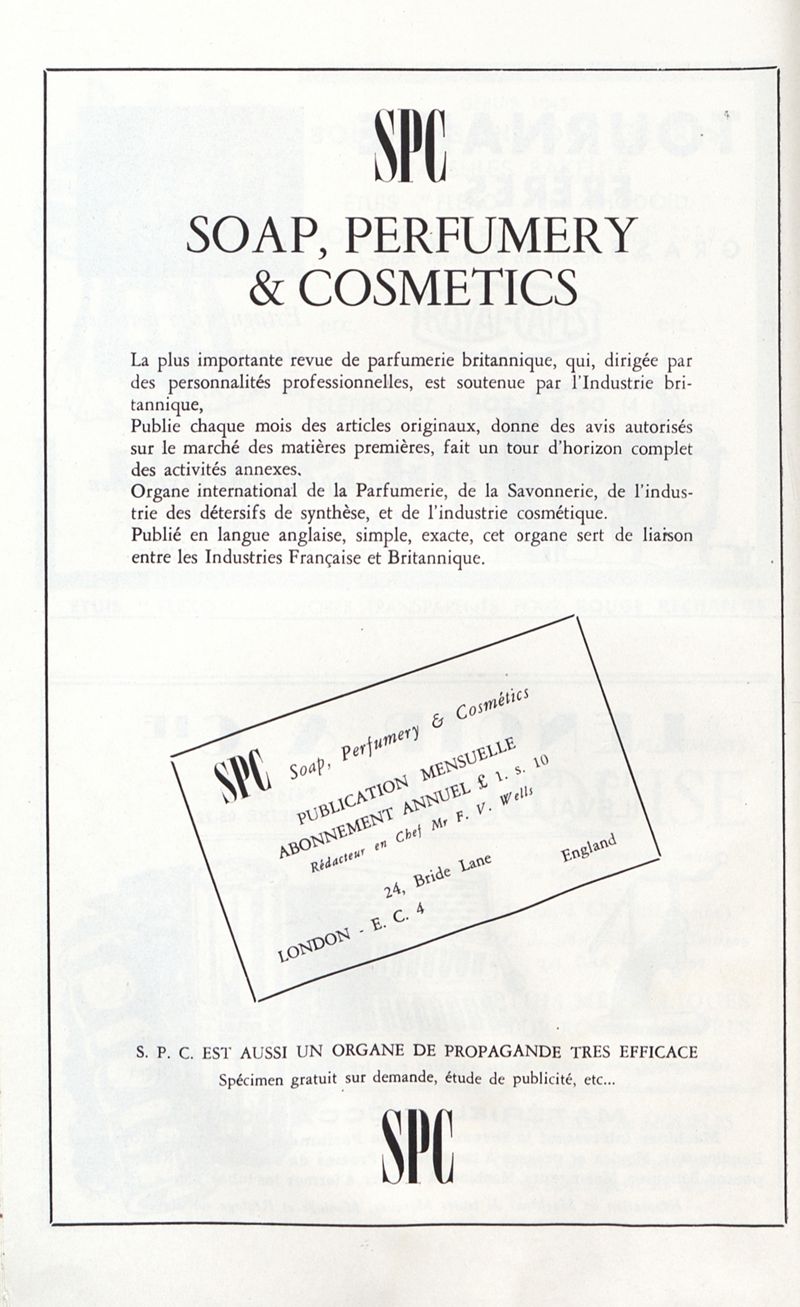 SPC
SOAP, PERFUMERY
& COSMETICS
La plus importante revue de parfumerie britannique, qui, dirigée par
des personnalités professionnelles, est soutenue par l'Industrie bri-
tannique,
Publie chaque mois des articles originaux, donne des avis autorisés
sur le marché des matières premières, fait un tour d'horizon complet
des activités annexes.
Organe international de la Parfumerie, de la Savonnerie, de l'indus-
trie des détersifs de synthèse, et de l'industrie cosmétique.
Publié en langue anglaise, simple, exacte, cet organe sert de liaison
entre les Industries Française et Britannique.
SPC Soap, Perfumery & Cosmétics
PUBLICATION MENSUELLE
ABONNEMENT ANNUEL £ 1. s. 10
Rédacteur en Chef Mr F. V. Wells
24, Bride Lane
LONDON - E. C. 4 England
S. P. C. EST AUSSI UN ORGANE DE PROPAGANDE TRES EFFICACE
Spécimen gratuit sur demande, étude de publicité, etc...
SPC